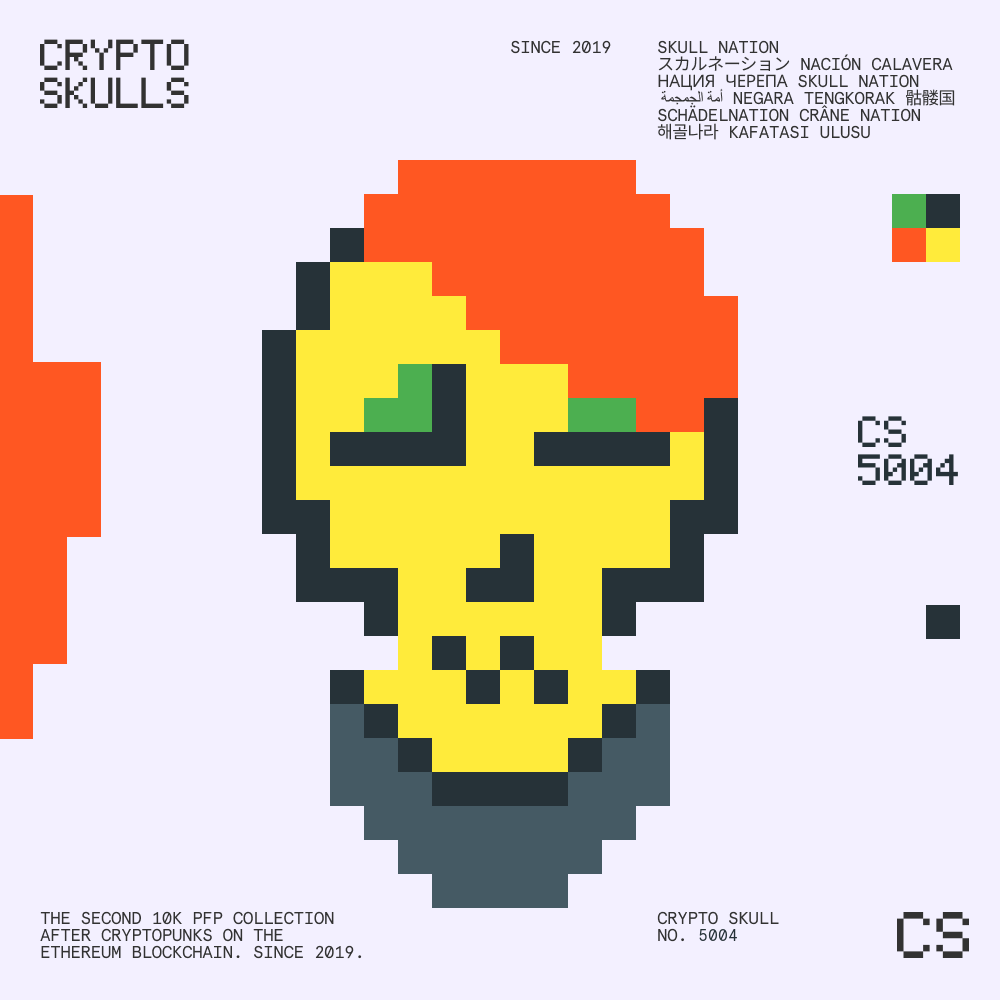 CRYPTO
SKULLS
SINCE 2019
SKULL NATION
スカルネーション NACIÓN CALAVERA
НАЦИЯ ЧЕРЕПА SKULL NATION
أمة الجمجمة NEGARA TENGKORAK 骷髅国
SCHÄDELNATION CRÂNE NATION
해골나라 KAFATASI ULUSU
CS
5004
THE SECOND 10K PFP COLLECTION
AFTER CRYPTOPUNKS ON THE
ETHEREUM BLOCKCHAIN. SINCE 2019.
CRYPTO SKULL
NO. 5004
CS